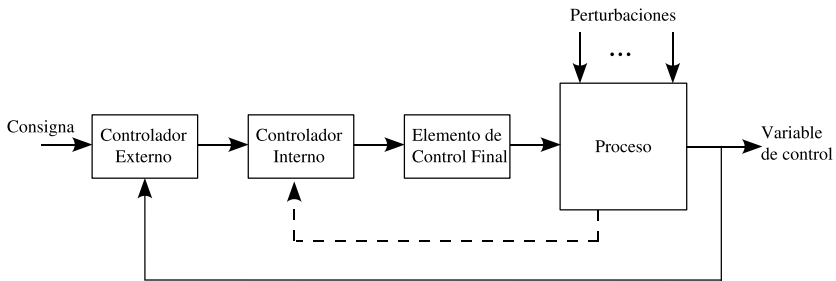 Perturbaciones
...
Consigna
Controlador
Externo
Controlador
Interno
Elemento de
Control Final
Proceso
Variable
de control